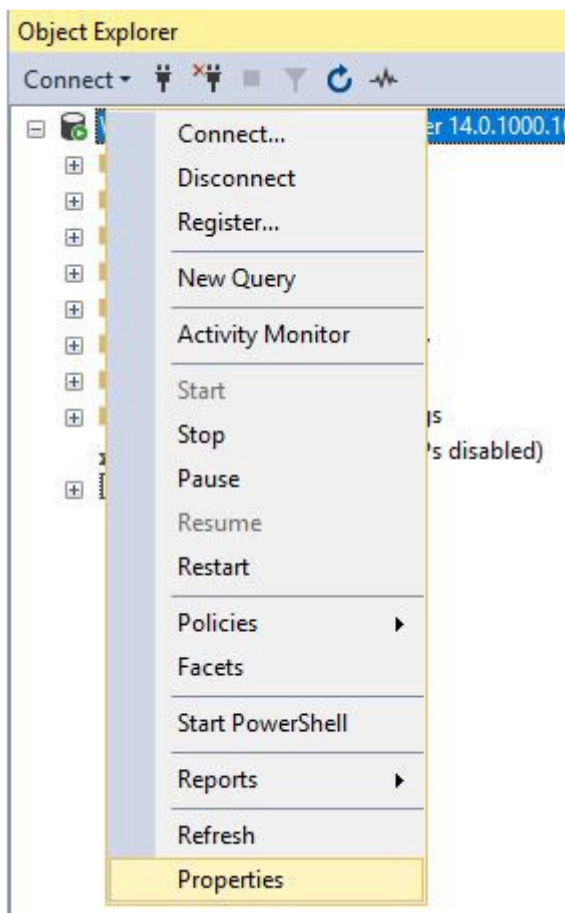 Object Explorer
Connect
er 14.0.1000.1
Connect...
Disconnect
Register...
New Query
Activity Monitor
Start
Stop
gs
's disabled)
Pause
Resume
Restart
Policies
Facets
Start PowerShell
Reports
Refresh
Properties